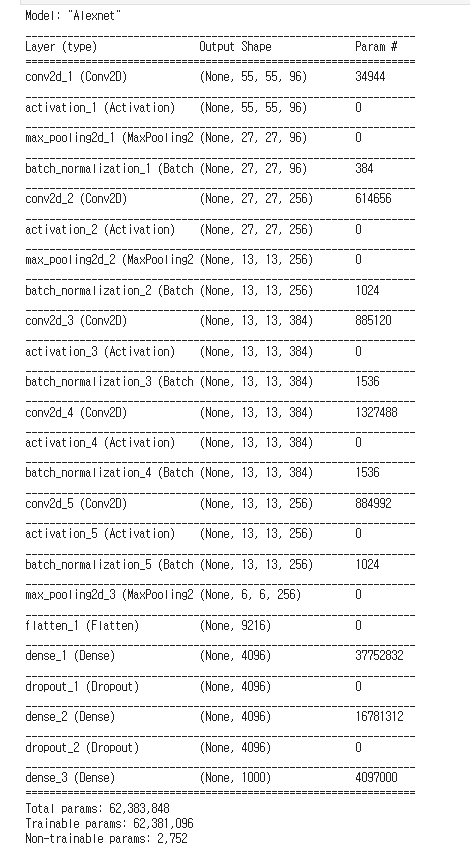 Model: "Alexnet"
_________________________________________________________________
Layer (type)                 Output Shape              Param #
=================================================================
conv2d_1 (Conv2D)            (None, 55, 55, 96)        34944
_________________________________________________________________
activation_1 (Activation)    (None, 55, 55, 96)        0
_________________________________________________________________
max_pooling2d_1 (MaxPooling2 (None, 27, 27, 96)        0
_________________________________________________________________
batch_normalization_1 (Batch (None, 27, 27, 96)        384
_________________________________________________________________
conv2d_2 (Conv2D)            (None, 27, 27, 256)       614656
_________________________________________________________________
activation_2 (Activation)    (None, 27, 27, 256)       0
_________________________________________________________________
max_pooling2d_2 (MaxPooling2 (None, 13, 13, 256)       0
_________________________________________________________________
batch_normalization_2 (Batch (None, 13, 13, 256)       1024
_________________________________________________________________
conv2d_3 (Conv2D)            (None, 13, 13, 384)       885120
_________________________________________________________________
activation_3 (Activation)    (None, 13, 13, 384)       0
_________________________________________________________________
batch_normalization_3 (Batch (None, 13, 13, 384)       1536
_________________________________________________________________
conv2d_4 (Conv2D)            (None, 13, 13, 384)       1327488
_________________________________________________________________
activation_4 (Activation)    (None, 13, 13, 384)       0
_________________________________________________________________
batch_normalization_4 (Batch (None, 13, 13, 384)       1536
_________________________________________________________________
conv2d_5 (Conv2D)            (None, 13, 13, 256)       884992
_________________________________________________________________
activation_5 (Activation)    (None, 13, 13, 256)       0
_________________________________________________________________
batch_normalization_5 (Batch (None, 13, 13, 256)       1024
_________________________________________________________________
max_pooling2d_3 (MaxPooling2 (None, 6, 6, 256)         0
_________________________________________________________________
flatten_1 (Flatten)          (None, 9216)              0
_________________________________________________________________
dense_1 (Dense)              (None, 4096)              37752832
_________________________________________________________________
dropout_1 (Dropout)          (None, 4096)              0
_________________________________________________________________
dense_2 (Dense)              (None, 4096)              16781312
_________________________________________________________________
dropout_2 (Dropout)          (None, 4096)              0
_________________________________________________________________
dense_3 (Dense)              (None, 1000)              4097000
=================================================================
Total params: 62,383,848
Trainable params: 62,381,096
Non-trainable params: 2,752